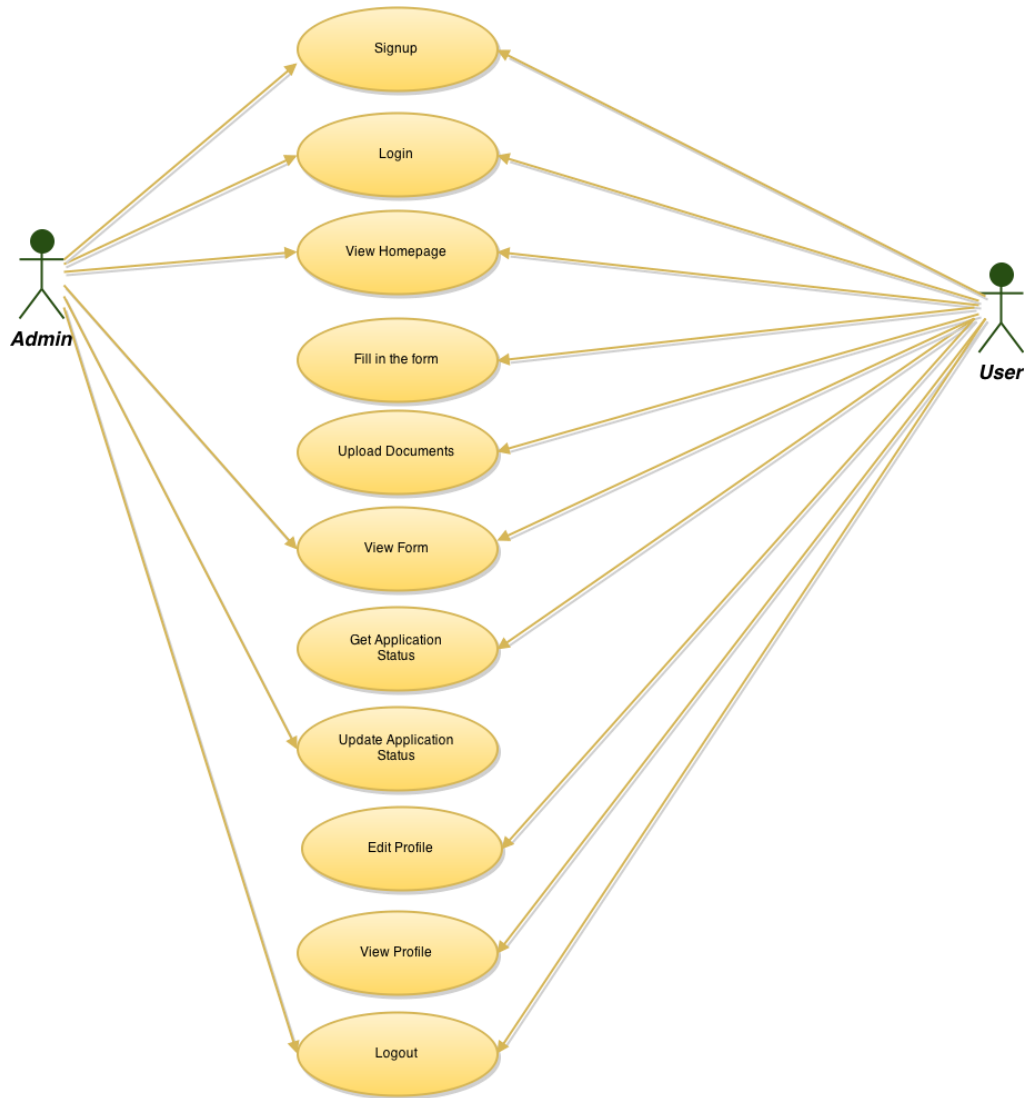 Signup
Login
View Homepage
Admin
User
Fill in the form
Upload Documents
View Form
Get Application
Status
Update Application
Status
Edit Profile
View Profile
Logout